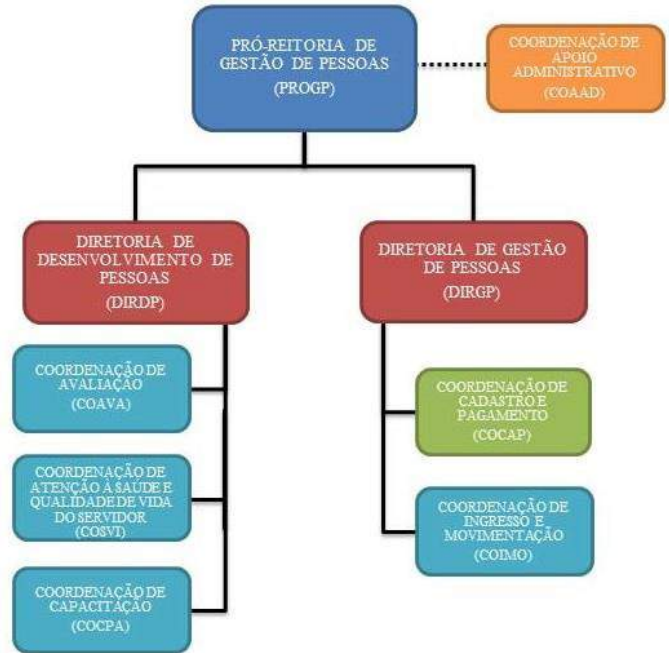 PRÓ-REITORIA DE
GESTÃO DE PESSOAS
(PROGP)
COORDENAÇÃO DE
APOIO
ADMINISTRATIVO
(COAAD)
DIRETORIA DE
DESENVOLVIMENTO DE
PESSOAS
(DIRDP)
DIRETORIA DE GESTÃO
DE PESSOAS
(DIRGP)
COORDENAÇÃO DE
AVALIAÇÃO
(COAVA)
COORDENAÇÃO DE
ATENÇÃO À SAÚDE E
QUALIDADE DE VIDA
DO SERVIDOR
(COSVI)
COORDENAÇÃO DE
CAPACITAÇÃO
(COCPA)
COORDENAÇÃO DE
CADASTRO E
PAGAMENTO
(COCAP)
COORDENAÇÃO DE
INGRESSO E
MOVIMENTAÇÃO
(COIMO)